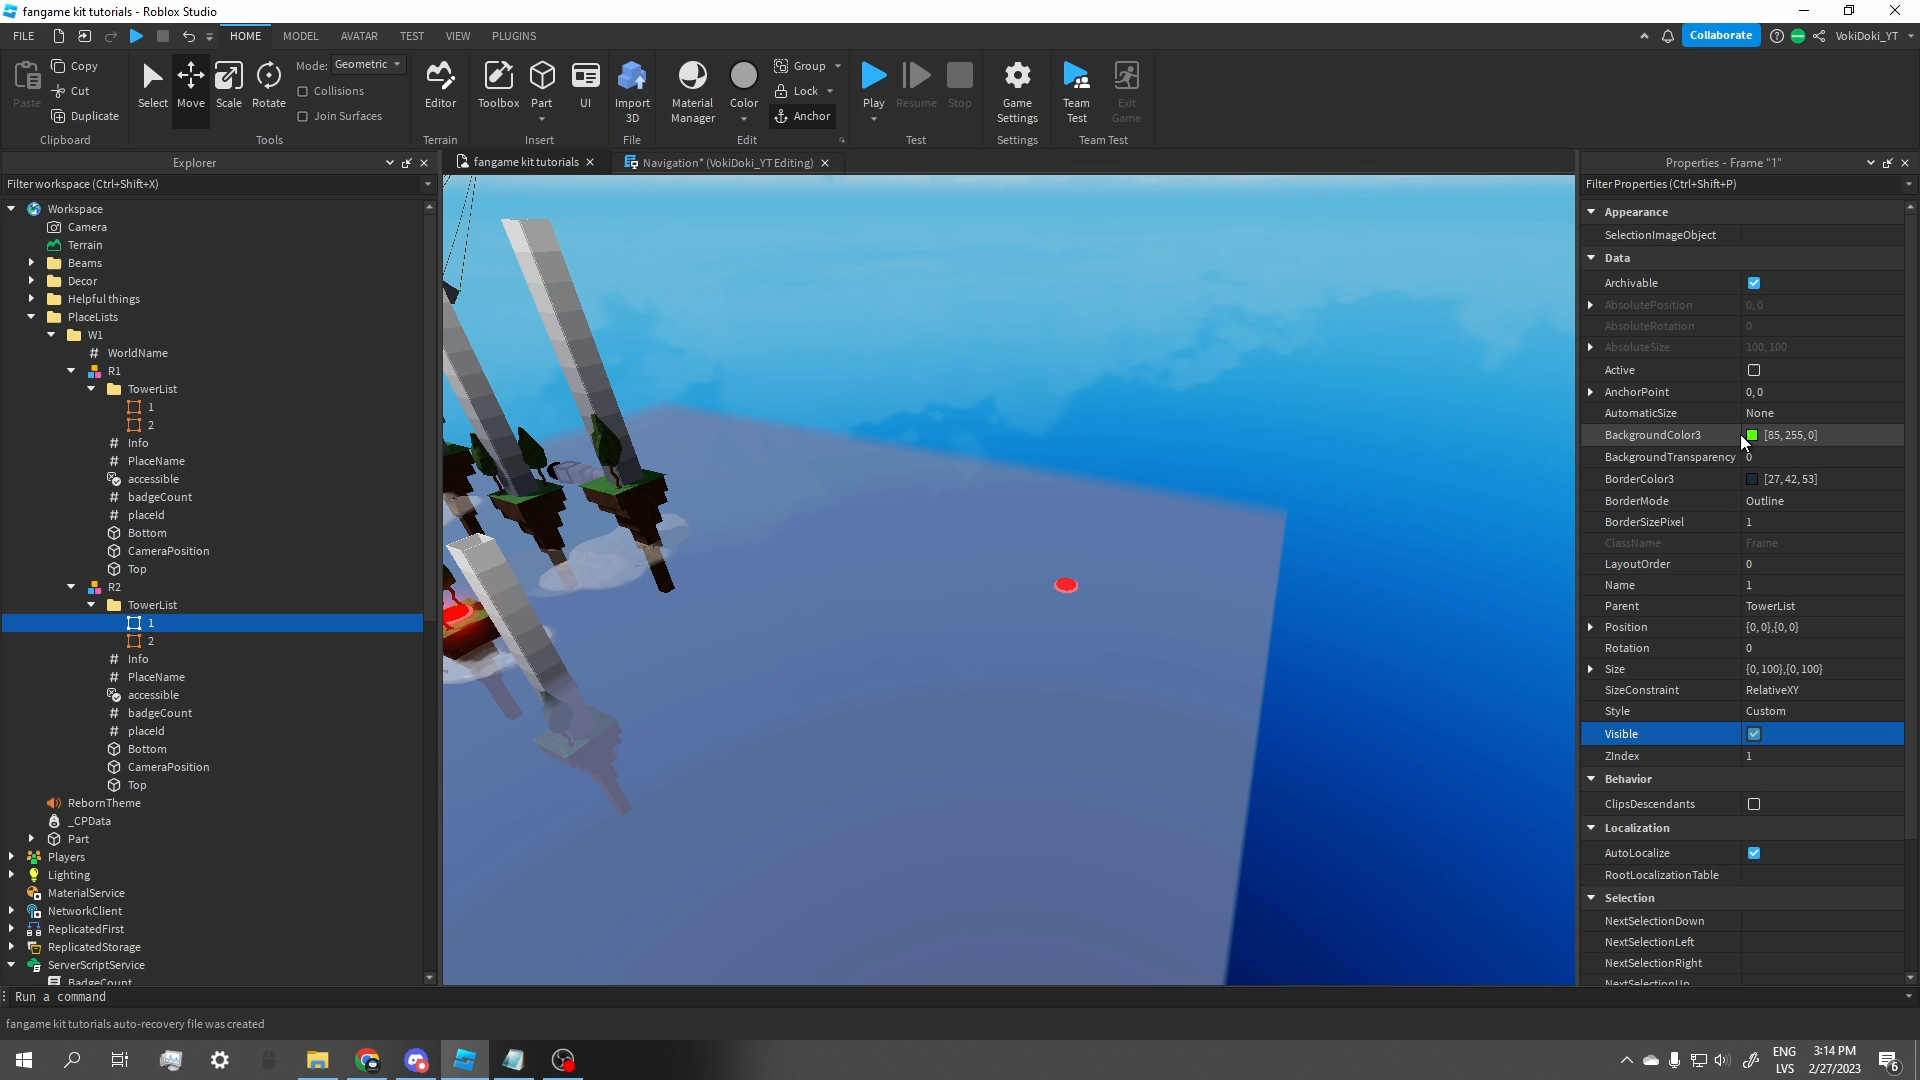 fangame kit tutorials - Roblox Studio
FILE HOME MODEL AVATAR TEST VIEW PLUGINS Collaborate VokiDoki_YT
Paste Copy Cut Duplicate Clipboard
Select Move Scale Rotate Mode: Geometric Collisions Join Surfaces Tools
Editor Terrain
Toolbox Part UI Insert
Import 3D File
Material Manager Color Group Lock Anchor Edit
Play Resume Stop Test
Game Settings Settings
Team Test Exit Game Team Test
Explorer
Filter workspace (Ctrl+Shift+X)
Workspace
Camera
Terrain
Beams
Decor
Helpful things
PlaceLists
W1
WorldName
R1
TowerList
1
2
Info
PlaceName
accessible
badgeCount
placeId
Bottom
CameraPosition
Top
R2
TowerList
1
2
Info
PlaceName
accessible
badgeCount
placeId
Bottom
CameraPosition
Top
RebornTheme
_CPData
Part
Players
Lighting
MaterialService
NetworkClient
ReplicatedFirst
ReplicatedStorage
ServerScriptService
BadgeCount
fangame kit tutorials
Navigation* (VokiDoki_YT Editing)
Properties - Frame "1"
Filter Properties (Ctrl+Shift+P)
Appearance
SelectionImageObject
Data
Archivable
AbsolutePosition 0, 0
AbsoluteRotation 0
AbsoluteSize 100, 100
Active
AnchorPoint 0, 0
AutomaticSize None
BackgroundColor3 [85, 255, 0]
BackgroundTransparency 0
BorderColor3 [27, 42, 53]
BorderMode Outline
BorderSizePixel 1
ClassName Frame
LayoutOrder 0
Name 1
Parent TowerList
Position {0, 0},{0, 0}
Rotation 0
Size {0, 100},{0, 100}
SizeConstraint RelativeXY
Style Custom
Visible
ZIndex 1
Behavior
ClipsDescendants
Localization
AutoLocalize
RootLocalizationTable
Selection
NextSelectionDown
NextSelectionLeft
NextSelectionRight
NextSelectionUp
Run a command
fangame kit tutorials auto-recovery file was created
ENG
LVS
3:14 PM
2/27/2023
6